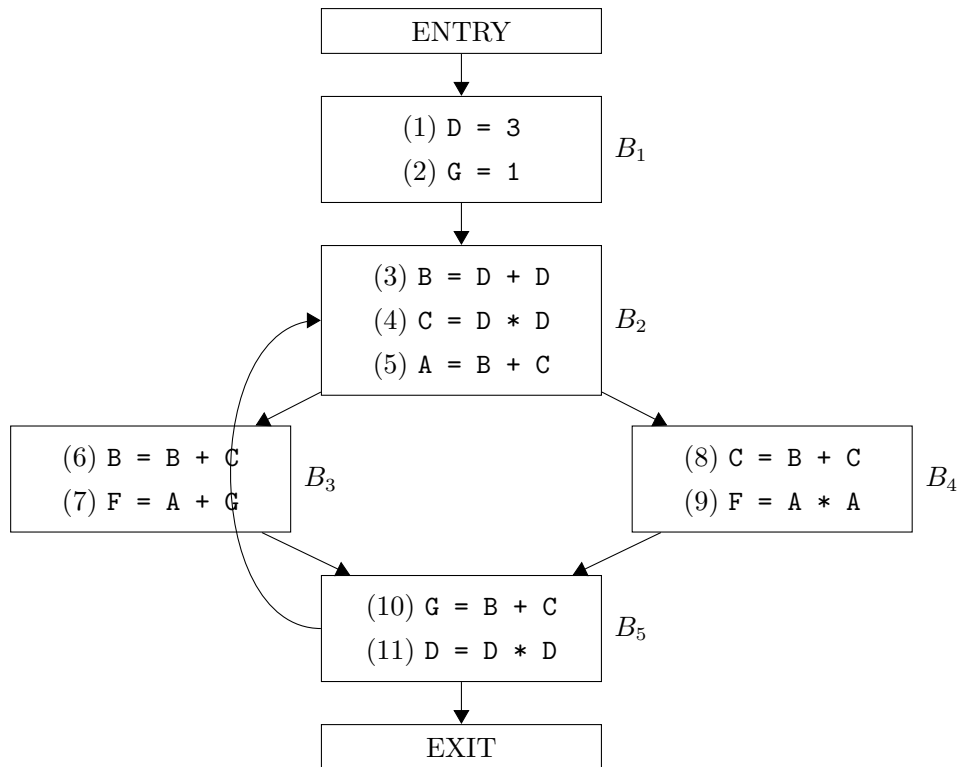 ENTRY
(1) D = 3
(2) G = 1
B₁
(3) B = D + D
(4) C = D * D
(5) A = B + C
B₂
(6) B = B + C
(7) F = A + G
B₃
(8) C = B + C
(9) F = A * A
B₄
(10) G = B + C
(11) D = D * D
B₅
EXIT